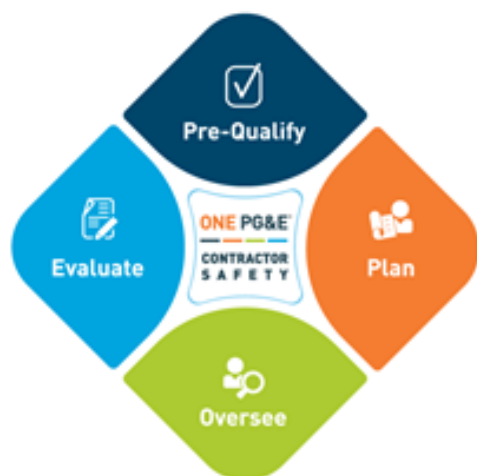 Pre-Qualify
Evaluate
ONE PG&E®
CONTRACTOR
SAFETY
Plan
Oversee